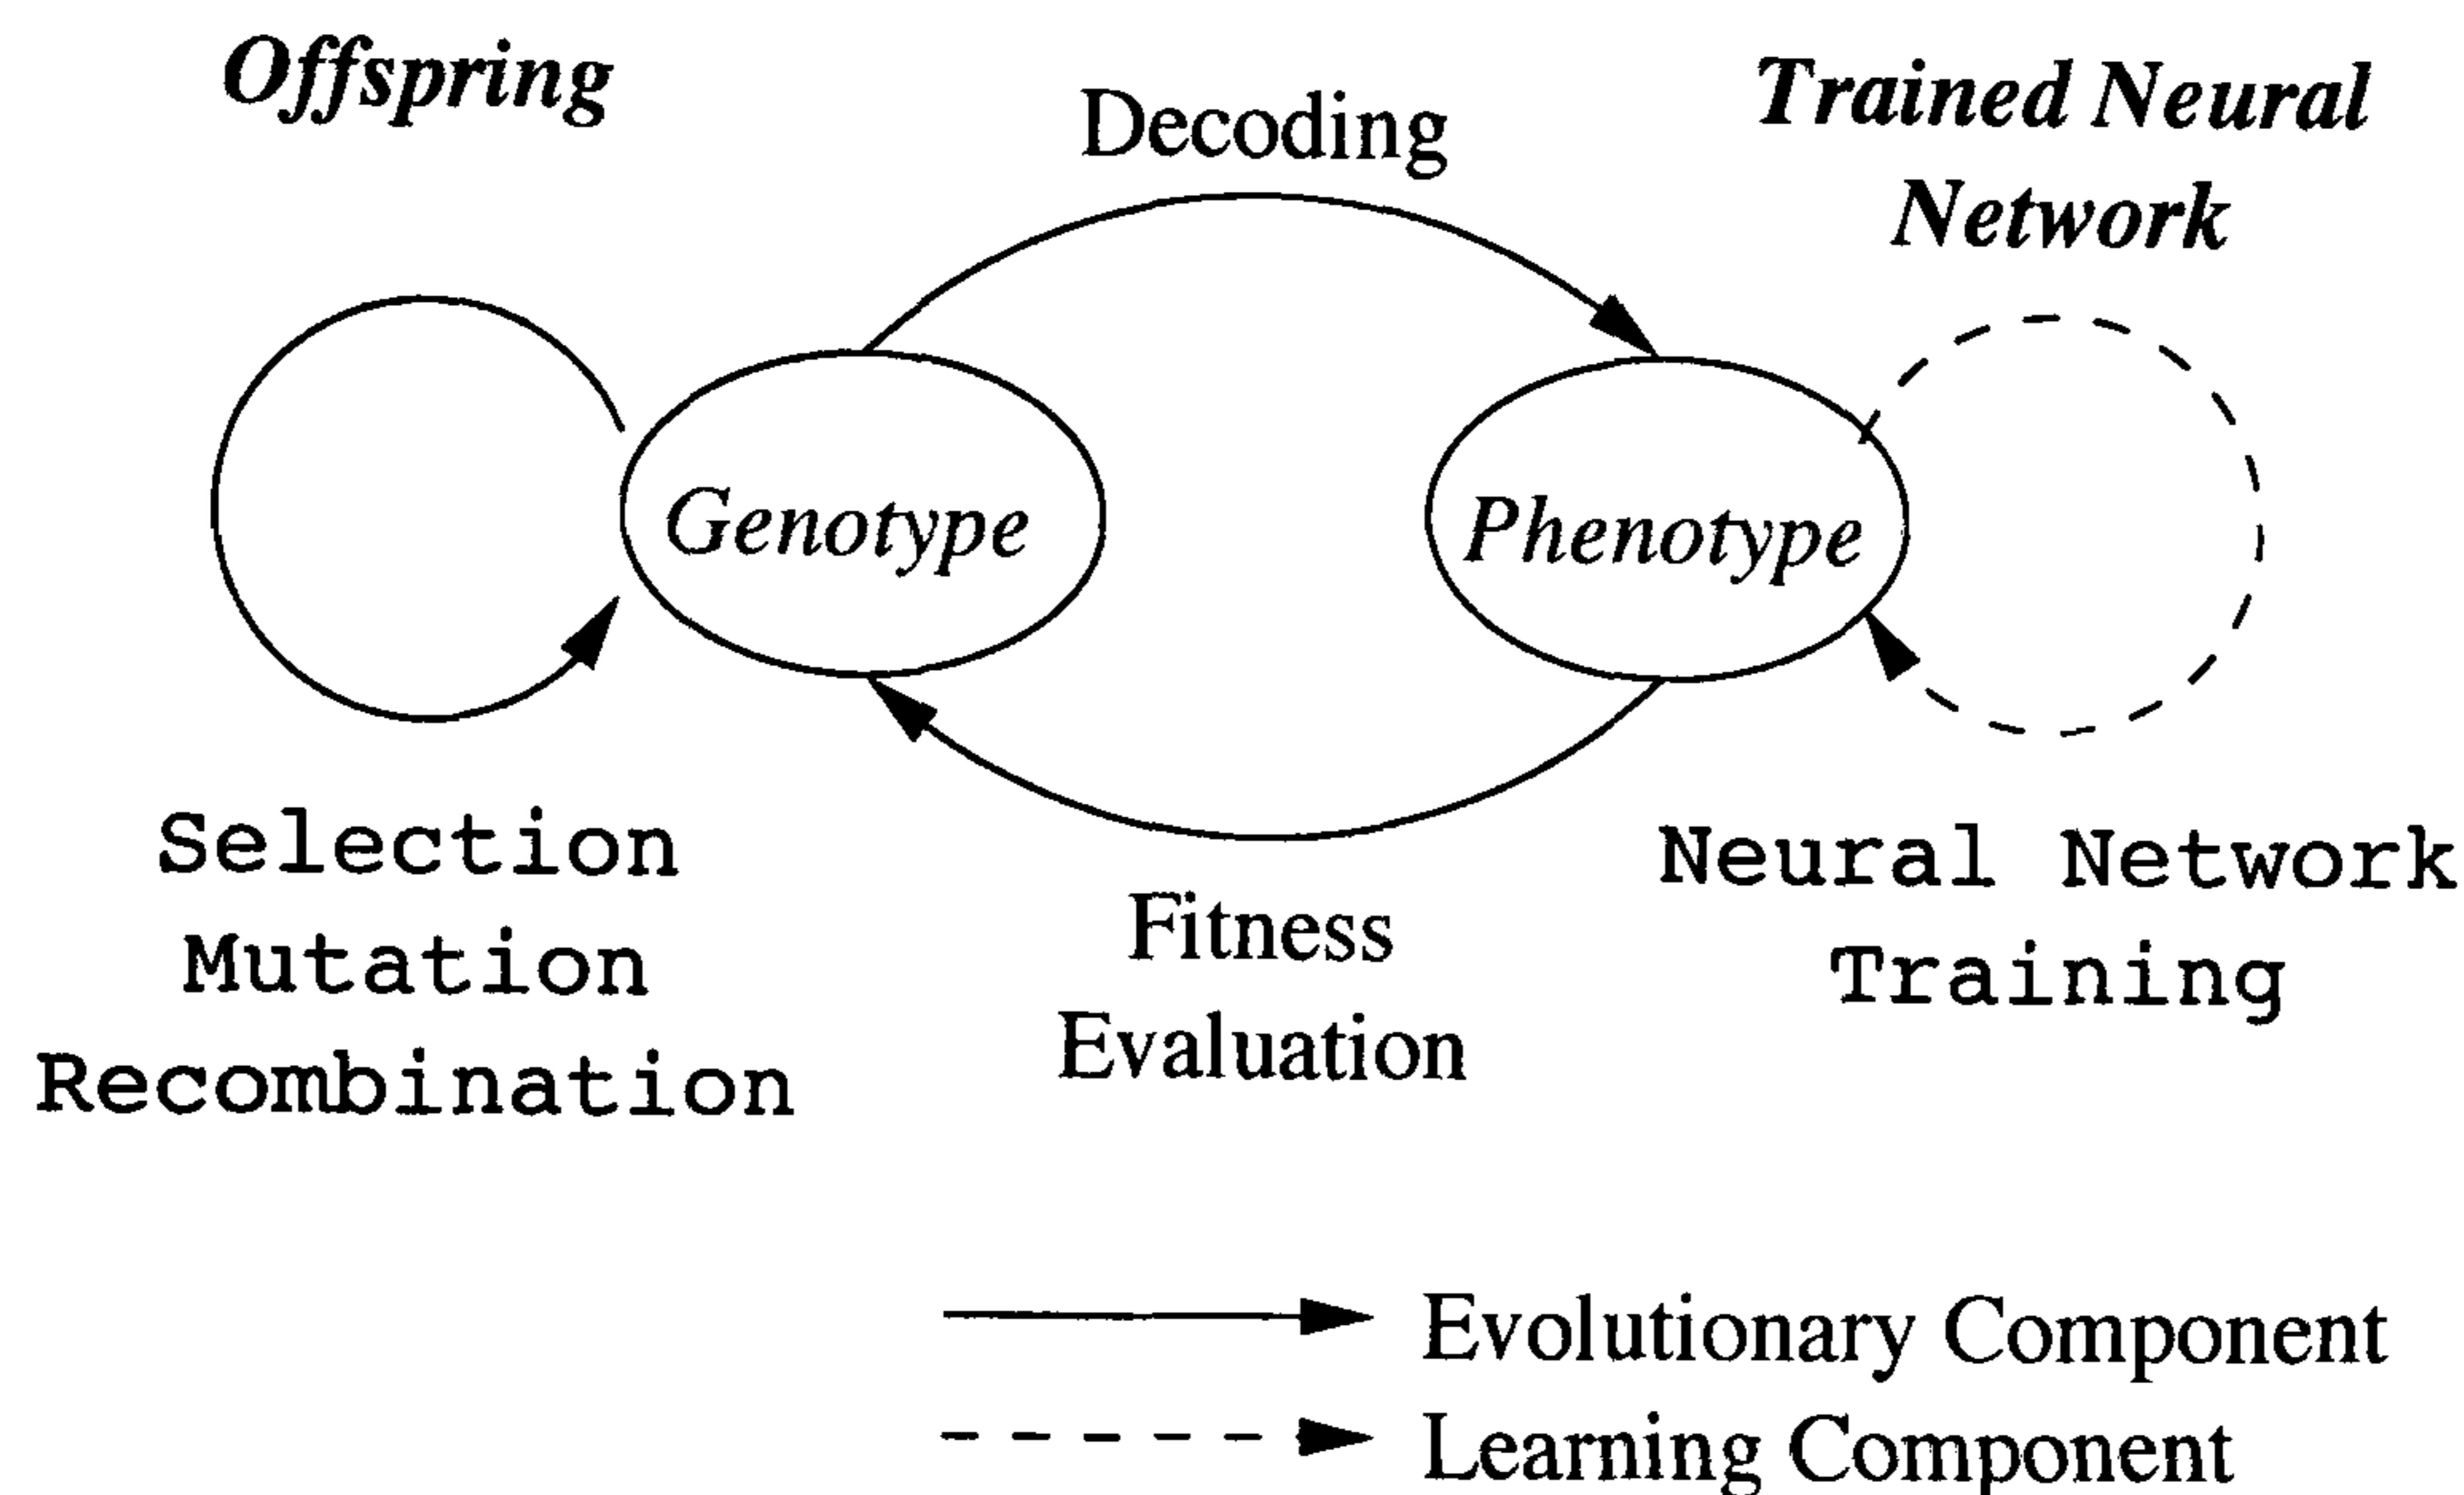 Offspring
Decoding
Trained Neural
Network
Genotype
Phenotype
Selection
Mutation
Recombination
Fitness
Evaluation
Neural Network
Training
Evolutionary Component
Learning Component